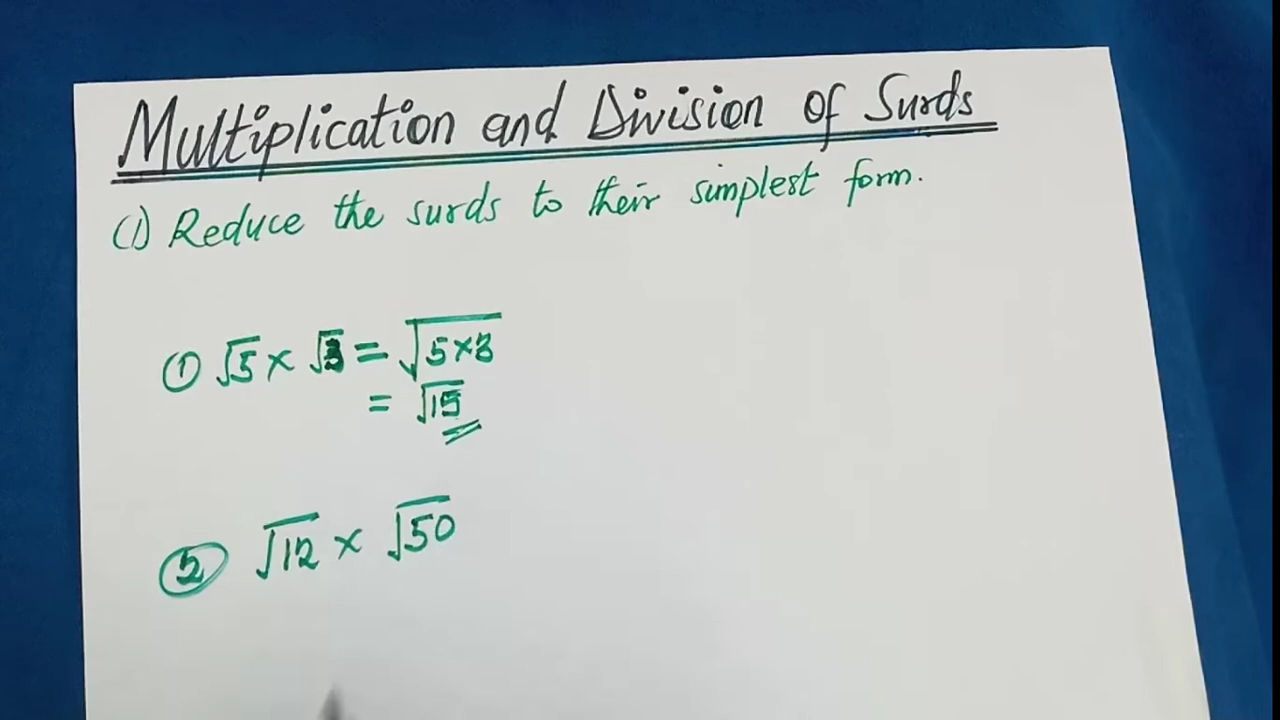 Multiplication and Division of Surds
(1) Reduce the surds to their simplest form.
① √5 × √3 = √5×3
= √15
② √12 × √50